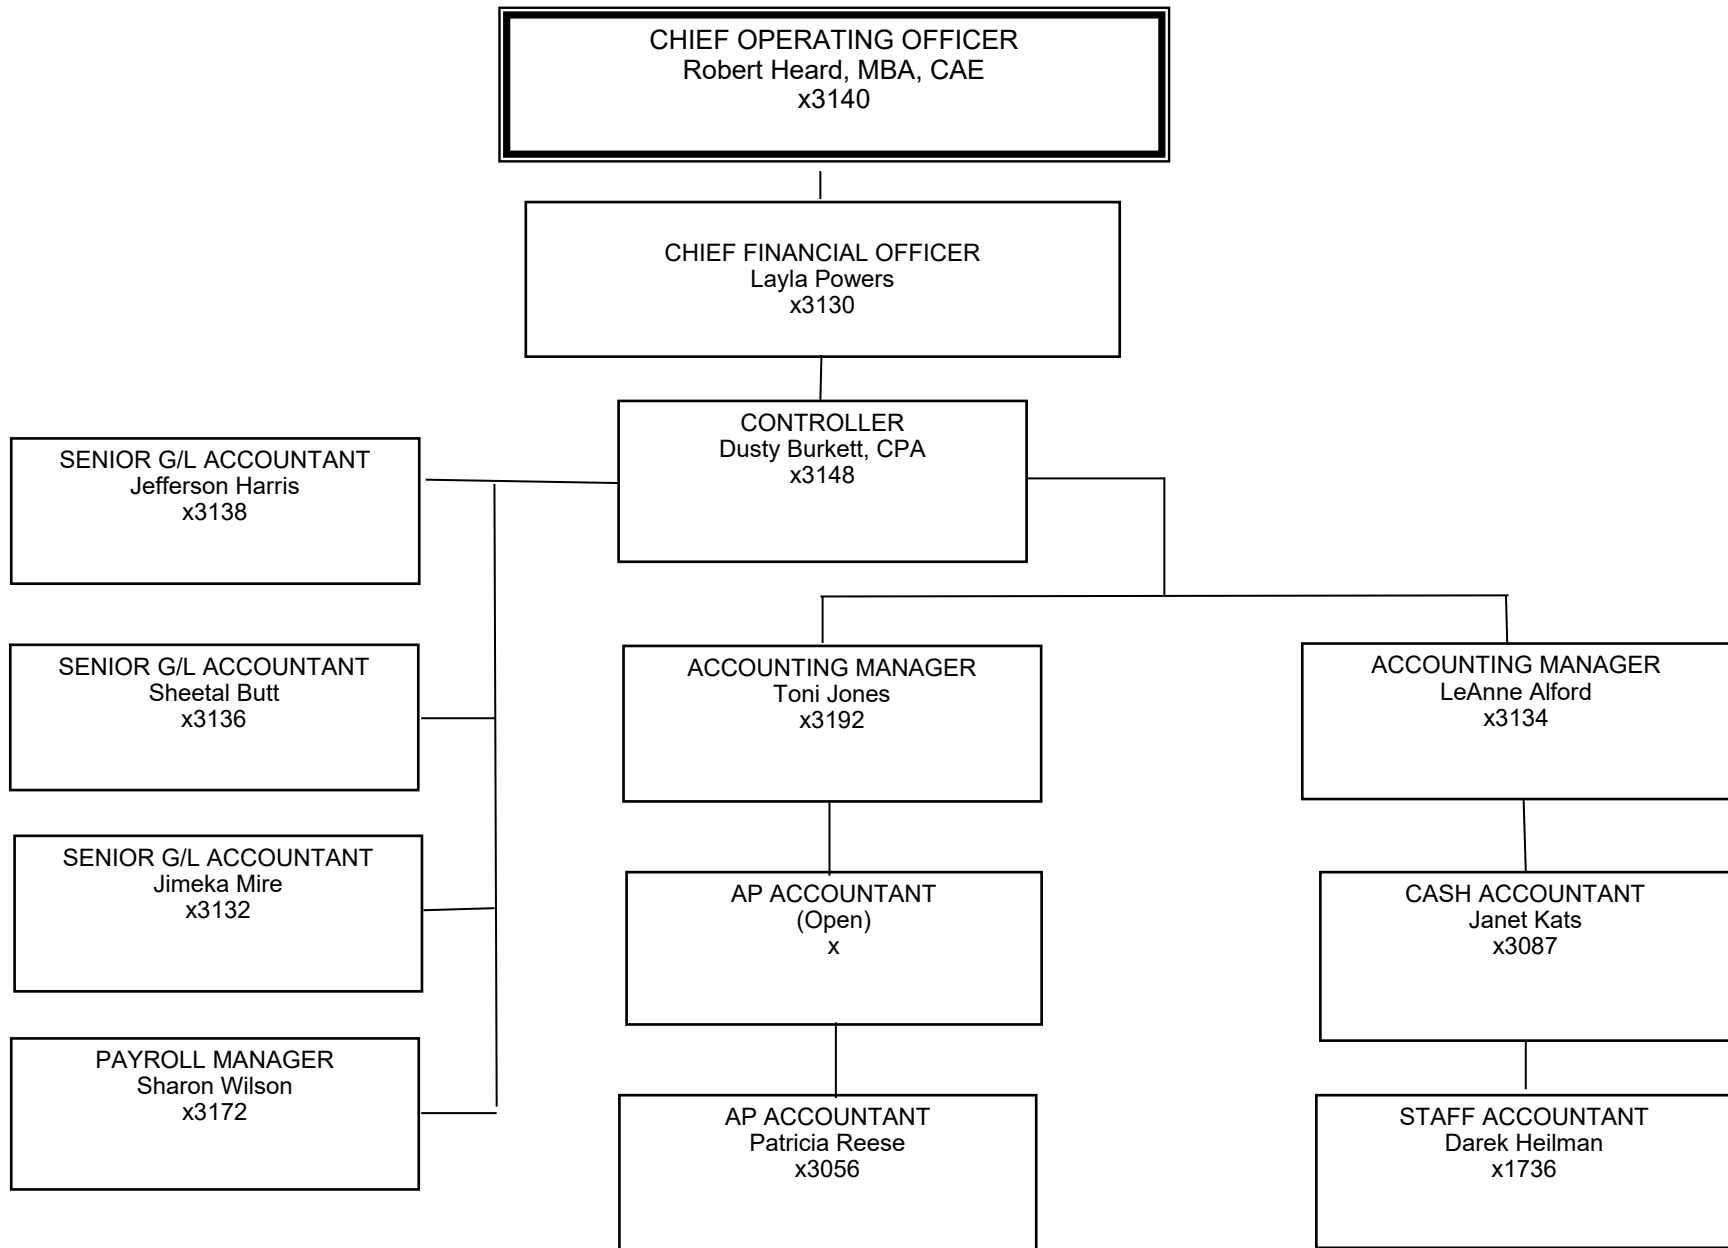 CHIEF OPERATING OFFICER
Robert Heard, MBA, CAE
x3140
CHIEF FINANCIAL OFFICER
Layla Powers
x3130
CONTROLLER
Dusty Burkett, CPA
x3148
SENIOR G/L ACCOUNTANT
Jefferson Harris
x3138
SENIOR G/L ACCOUNTANT
Sheetal Butt
x3136
SENIOR G/L ACCOUNTANT
Jimeka Mire
x3132
PAYROLL MANAGER
Sharon Wilson
x3172
ACCOUNTING MANAGER
Toni Jones
x3192
AP ACCOUNTANT
(Open)
x
AP ACCOUNTANT
Patricia Reese
x3056
ACCOUNTING MANAGER
LeAnne Alford
x3134
CASH ACCOUNTANT
Janet Kats
x3087
STAFF ACCOUNTANT
Darek Heilman
x1736